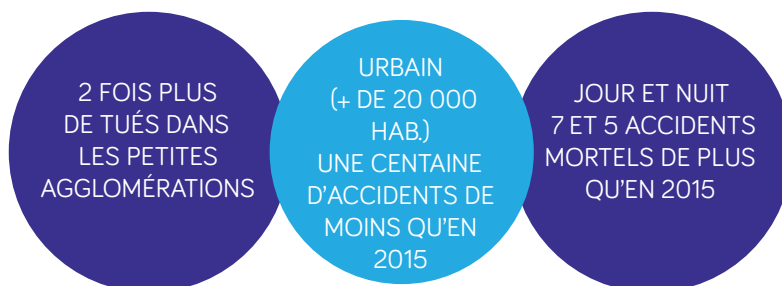 2 FOIS PLUS
DE TUÉS DANS
LES PETITES
AGGLOMÉRATIONS
URBAIN
(+ DE 20 000
HAB.)
UNE CENTAINE
D'ACCIDENTS DE
MOINS QU'EN
2015
JOUR ET NUIT
7 ET 5 ACCIDENTS
MORTELS DE PLUS
QU'EN 2015